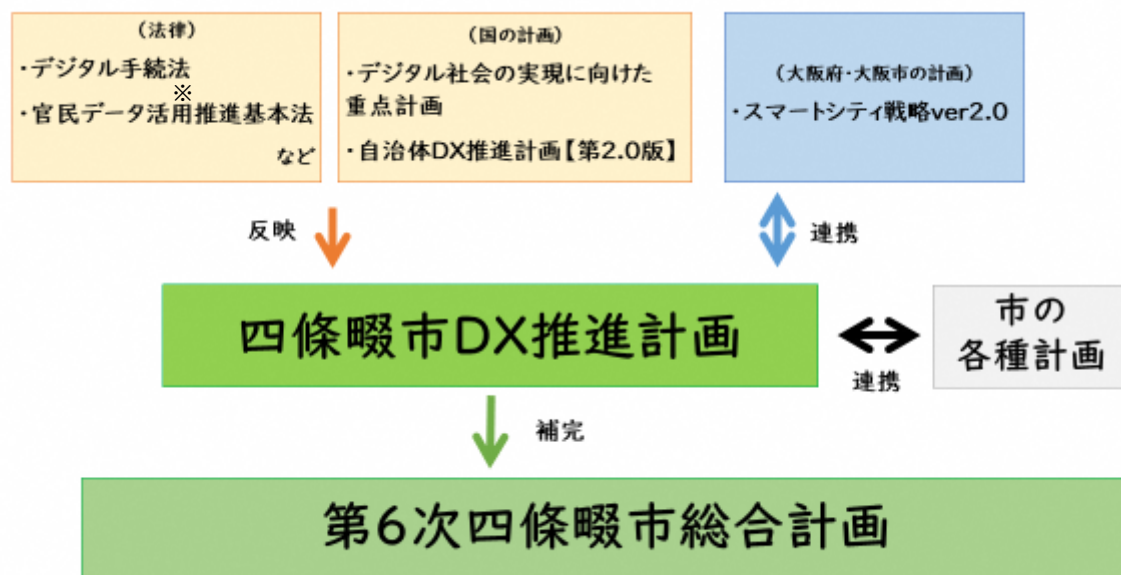 (法律)
・デジタル手続法
※
・官民データ活用推進基本法
など
(国の計画)
・デジタル社会の実現に向けた
重点計画
・自治体DX推進計画【第2.0版】
(大阪府・大阪市の計画)
・スマートシティ戦略ver2.0
反映
連携
四條畷市DX推進計画
連携
市の
各種計画
補完
第6次四條畷市総合計画